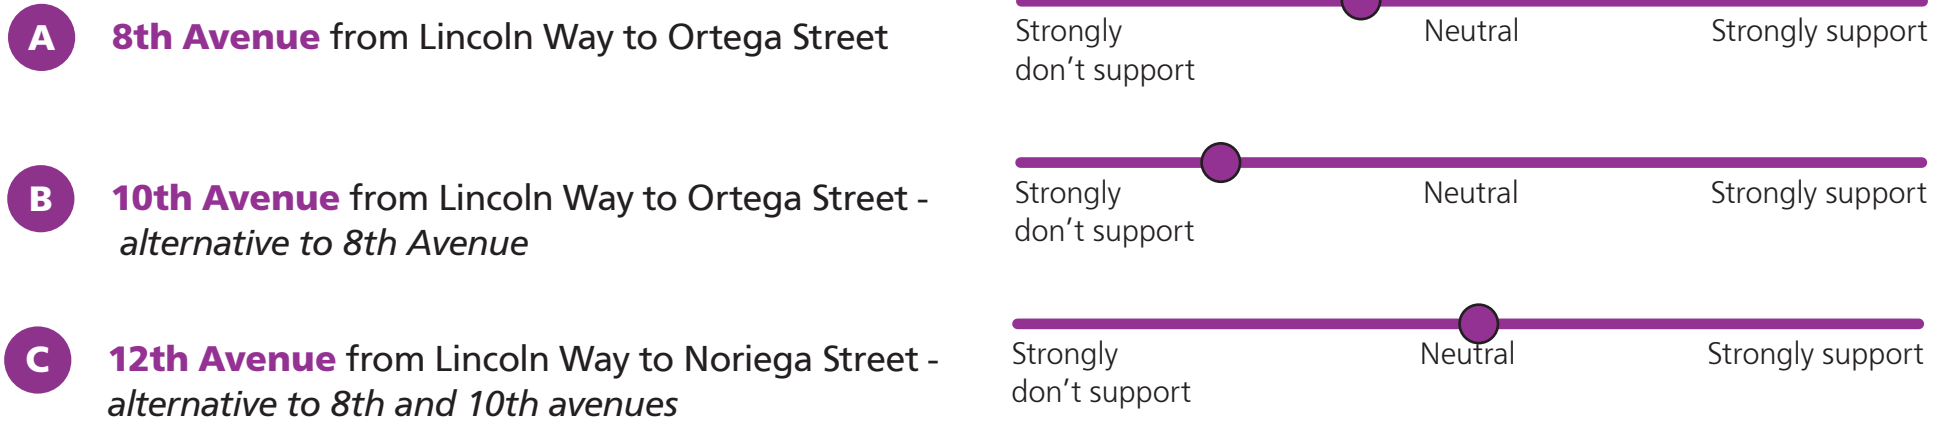 A 8th Avenue from Lincoln Way to Ortega Street
Strongly don’t support
Neutral
Strongly support
B 10th Avenue from Lincoln Way to Ortega Street -
alternative to 8th Avenue
Strongly don’t support
Neutral
Strongly support
C 12th Avenue from Lincoln Way to Noriega Street -
alternative to 8th and 10th avenues
Strongly don’t support
Neutral
Strongly support